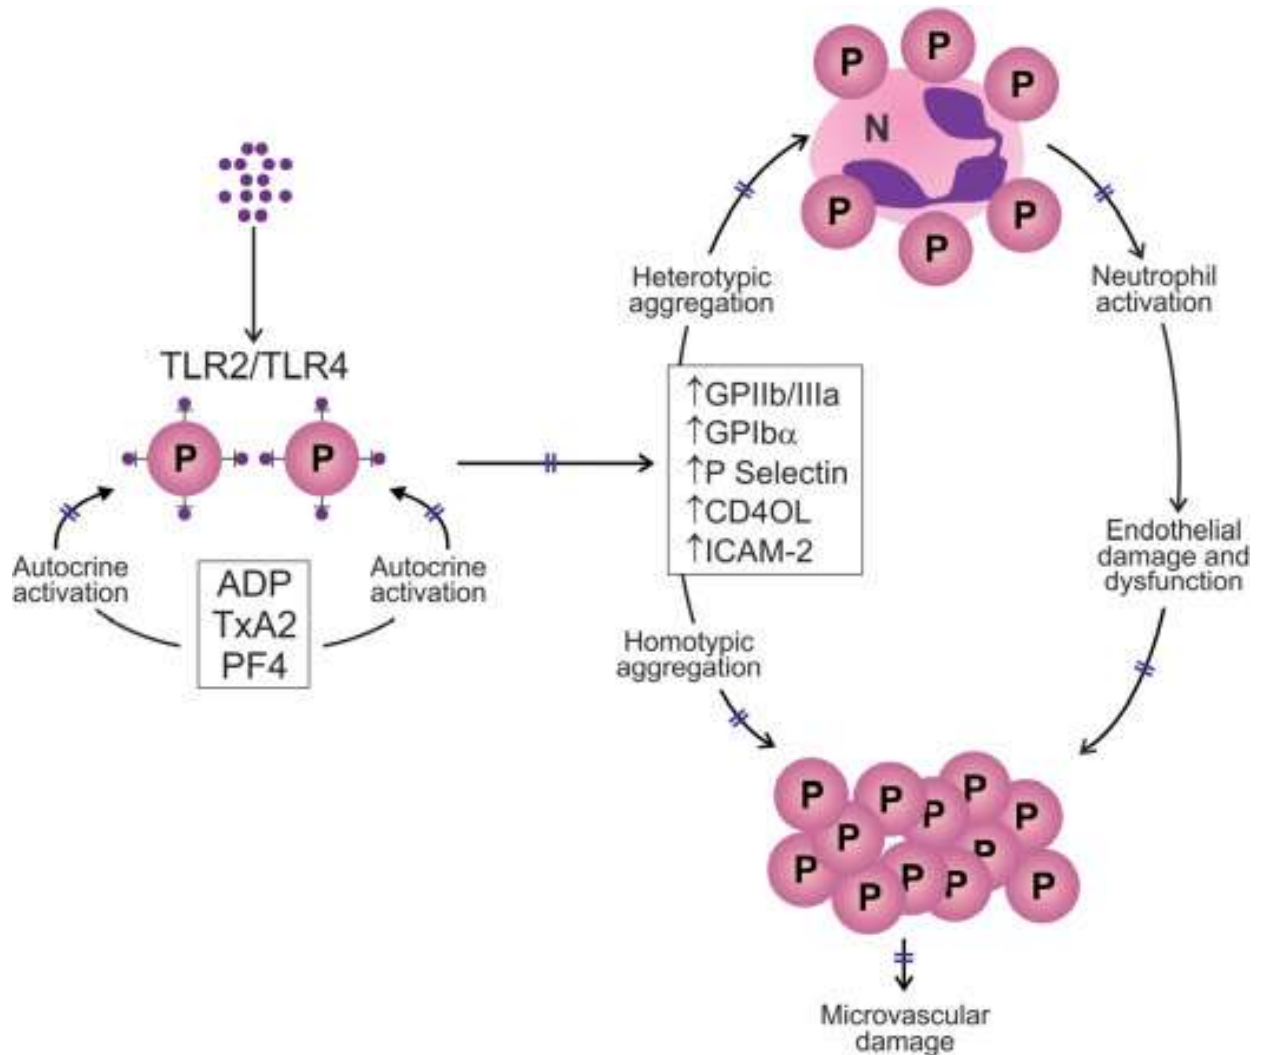 P
P
P
N
P
P
P
Heterotypic
aggregation
Neutrophil
activation
TLR2/TLR4
P
P
↑GPIIb/IIIa
↑GPIbα
↑P Selectin
↑CD4OL
↑ICAM-2
Autocrine
activation
ADP
TxA2
PF4
Autocrine
activation
Endothelial
damage and
dysfunction
Homotypic
aggregation
P
P
P
P
P
P
P
P
P
P
P
P
Microvascular
damage